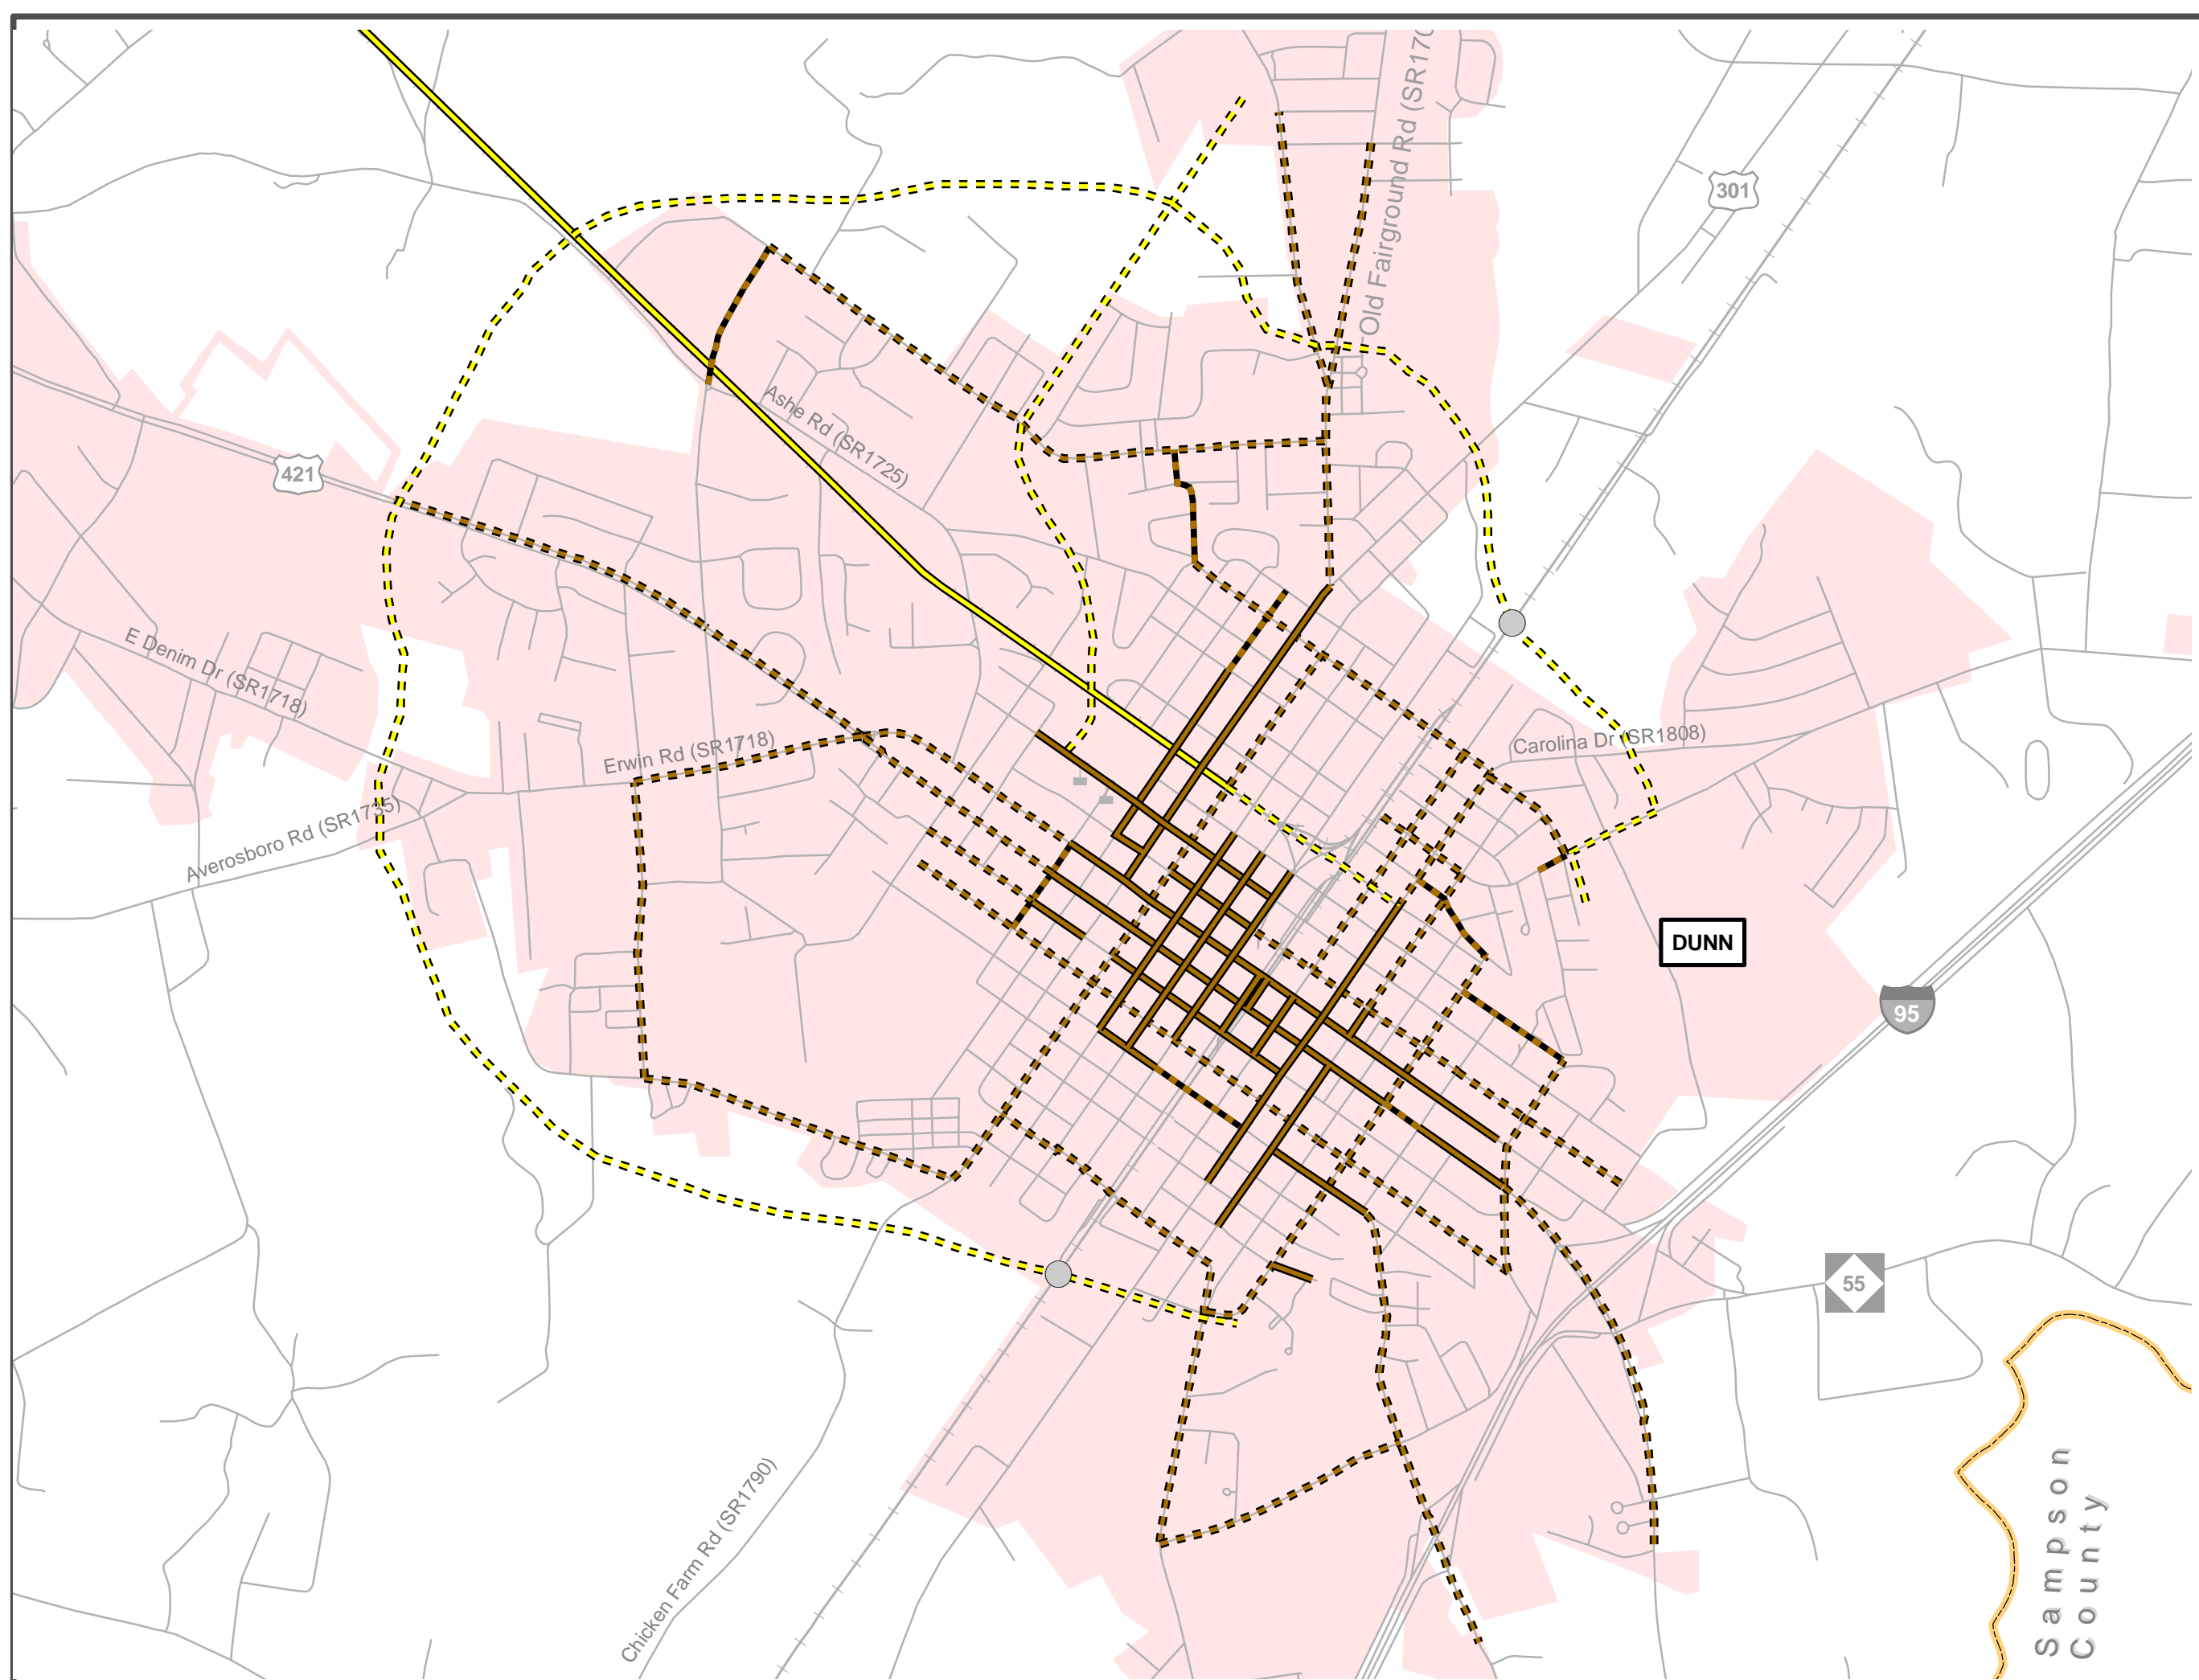 Old Fairground Rd (SR170
301
Ashe Rd (SR1725)
421
E Denim Dr (SR1718)
Erwin Rd (SR1718)
Carolina Dr (SR1808)
Averosboro Rd (SR1735)
DUNN
95
55
Chicken Farm Rd (SR1790)
Sampson
County